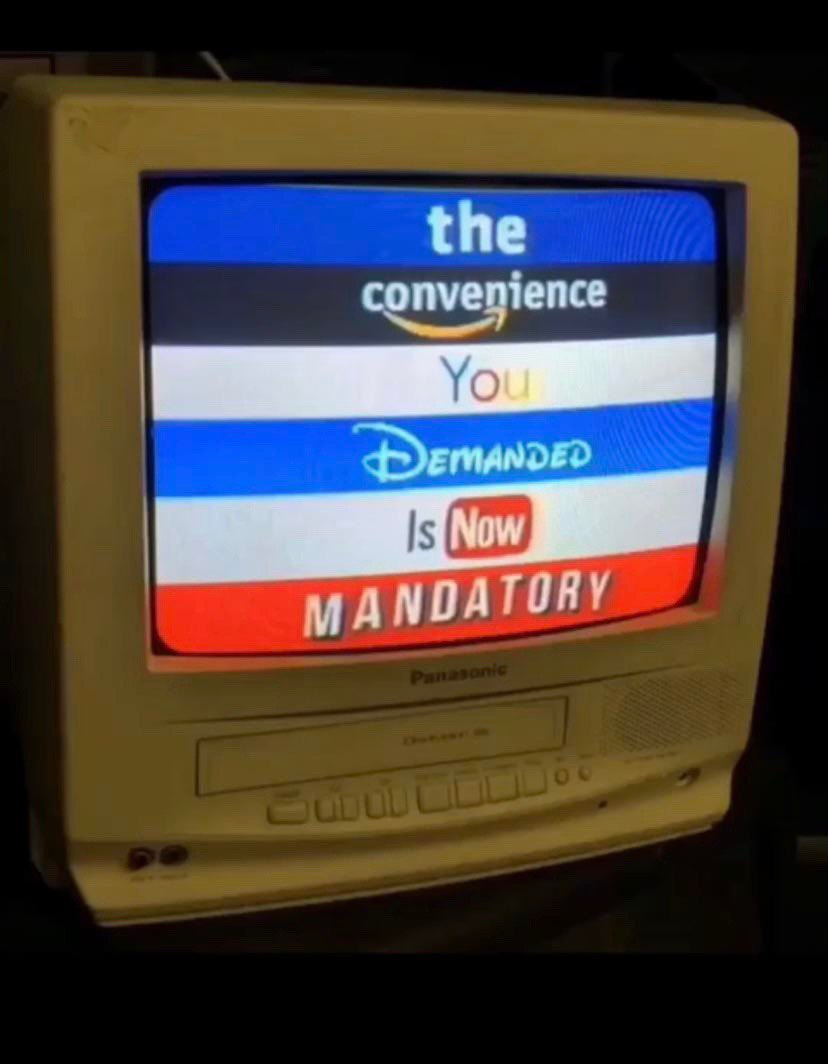 the
convenience
You
DEMANDED
Is Now
MANDATORY
Panasonic